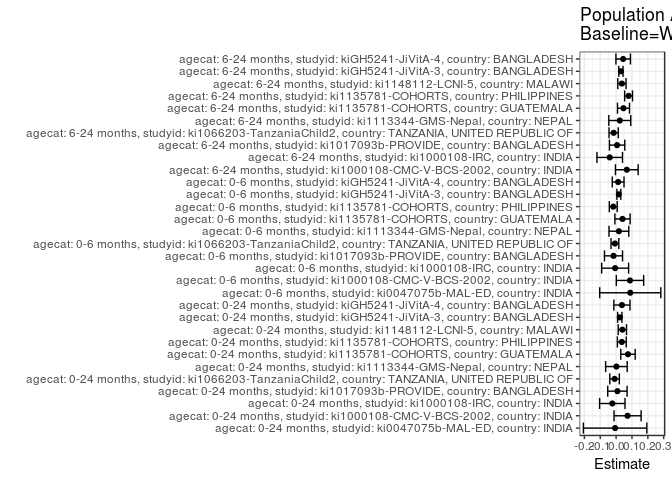 Population A
Baseline=W
agecat: 6-24 months, studyid: kiGH5241-JiVitA-4, country: BANGLADESH
agecat: 6-24 months, studyid: kiGH5241-JiVitA-3, country: BANGLADESH
agecat: 6-24 months, studyid: ki1148112-LCNI-5, country: MALAWI
agecat: 6-24 months, studyid: ki1135781-COHORTS, country: PHILIPPINES
agecat: 6-24 months, studyid: ki1135781-COHORTS, country: GUATEMALA
agecat: 6-24 months, studyid: ki1113344-GMS-Nepal, country: NEPAL
agecat: 6-24 months, studyid: ki1066203-TanzaniaChild2, country: TANZANIA, UNITED REPUBLIC OF
agecat: 6-24 months, studyid: ki1017093b-PROVIDE, country: BANGLADESH
agecat: 6-24 months, studyid: ki1000108-IRC, country: INDIA
agecat: 6-24 months, studyid: ki1000108-CMC-V-BCS-2002, country: INDIA
agecat: 0-6 months, studyid: kiGH5241-JiVitA-4, country: BANGLADESH
agecat: 0-6 months, studyid: kiGH5241-JiVitA-3, country: BANGLADESH
agecat: 0-6 months, studyid: ki1135781-COHORTS, country: PHILIPPINES
agecat: 0-6 months, studyid: ki1135781-COHORTS, country: GUATEMALA
agecat: 0-6 months, studyid: ki1113344-GMS-Nepal, country: NEPAL
agecat: 0-6 months, studyid: ki1066203-TanzaniaChild2, country: TANZANIA, UNITED REPUBLIC OF
agecat: 0-6 months, studyid: ki1017093b-PROVIDE, country: BANGLADESH
agecat: 0-6 months, studyid: ki1000108-IRC, country: INDIA
agecat: 0-6 months, studyid: ki1000108-CMC-V-BCS-2002, country: INDIA
agecat: 0-6 months, studyid: ki0047075b-MAL-ED, country: INDIA
agecat: 0-24 months, studyid: kiGH5241-JiVitA-4, country: BANGLADESH
agecat: 0-24 months, studyid: kiGH5241-JiVitA-3, country: BANGLADESH
agecat: 0-24 months, studyid: ki1148112-LCNI-5, country: MALAWI
agecat: 0-24 months, studyid: ki1135781-COHORTS, country: PHILIPPINES
agecat: 0-24 months, studyid: ki1135781-COHORTS, country: GUATEMALA
agecat: 0-24 months, studyid: ki1113344-GMS-Nepal, country: NEPAL
agecat: 0-24 months, studyid: ki1066203-TanzaniaChild2, country: TANZANIA, UNITED REPUBLIC OF
agecat: 0-24 months, studyid: ki1017093b-PROVIDE, country: BANGLADESH
agecat: 0-24 months, studyid: ki1000108-IRC, country: INDIA
agecat: 0-24 months, studyid: ki1000108-CMC-V-BCS-2002, country: INDIA
agecat: 0-24 months, studyid: ki0047075b-MAL-ED, country: INDIA
-0.20.10.00.10.20.3
Estimate